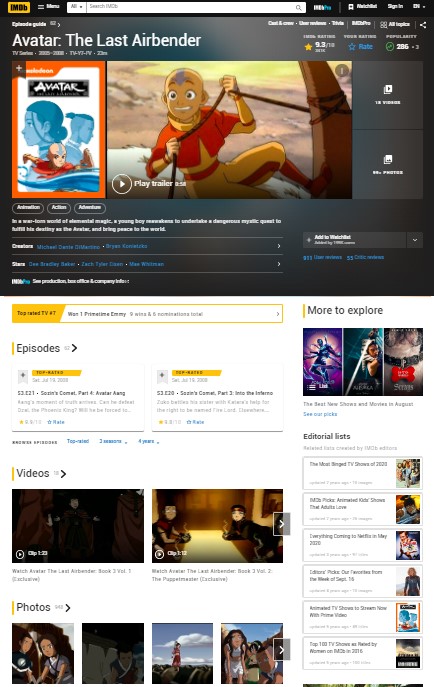 IMDb
Menu
All
Search IMDb
IMDbPro
Watchlist
Sign In
EN
Episode guide 62
Cast & crew · User reviews · Trivia
IMDbPro
All topics
Avatar: The Last Airbender
TV Series · 2005–2008 · TV-Y7-FV · 23m
IMDb RATING
9.3/10
YOUR RATING
Rate
POPULARITY
286
nickelodeon
AVATAR
Play trailer 0:58
15 VIDEOS
99+ PHOTOS
Animation
Action
Adventure
In a war-torn world of elemental magic, a young boy reawakens to undertake a dangerous mystic quest to
fulfill his destiny as the Avatar, and bring peace to the world.
Creators Michael Dante DiMartino · Bryan Konietzko
Stars Dee Bradley Baker · Zach Tyler Eisen · Mae Whitman
IMDbPro See production, box office & company info
Add to Watchlist
User reviews
Critic reviews
Top rated TV #7
Won 1 Primetime Emmy 9 wins & 6 nominations total
Episodes 62
TOP-RATED
Sat, Jul 19, 2008
S3.E21 · Sozin's Comet, Part 4: Avatar Aang
Aang's moment of truth arrives. Can he defeat
Goal, the Phoenix King? Will he be forced to...
9.9/10 Rate
TOP-RATED
Sat, Jul 19, 2008
S3.E20 · Sozin's Comet, Part 3: Into the Inferno
Zuko battles his sister with Katara's help for
the right to be named Fire Lord. Elsewhere...
9.8/10 Rate
BROWSE EPISODES
Top-rated
3 seasons
4 years
Videos
Clip 1:23
Clip 1:12
Watch Avatar The Last Airbender: Book 3 Vol. 1
(Exclusive)
Watch Avatar The Last Airbender: Book 3 Vol. 2:
The Puppetmaster (Exclusive)
Photos
More to explore
List
The Best New Shows and Movies in August
See our picks
Editorial lists
Related lists created by IMDb editors
The Most Binged TV Shows of 2020
IMDb Picks: Animated Kids' Shows
That Adults Love
Everything Coming to Netflix in May
2020
Editors' Picks: Our Favorites from
the Week of Sept. 16
Animated TV Shows to Stream Now
With Prime Video
Top 100 TV Shows as Rated by
Women on IMDb in 2016